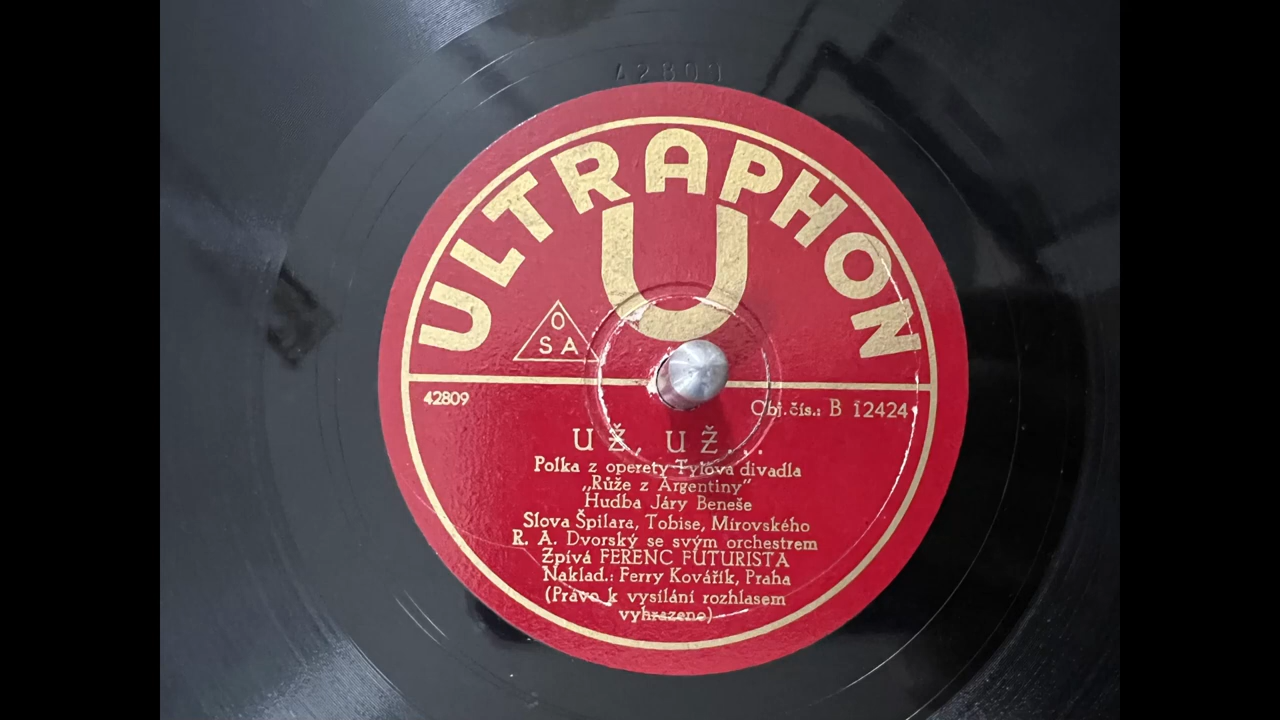 42809
ULTRAPHON
U
O
SA
42809
Obj. čís.: B 12424
UŽ, UŽ...
Polka z operety Tylova divadla
„Růže z Argentiny“
Hudba Járy Beneše
Slova Špilara, Tobise, Mírovského
R. A. Dvorský se svým orchestrem
Zpívá FERENC FUTURISTA
Naklad.: Ferry Kovářík, Praha
(Právo k vysílání rozhlasem
vyhrazeno)